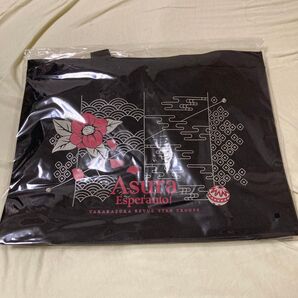 Asura
Esperanto!
TAKARAZUKA REVUE STAR TROUPE